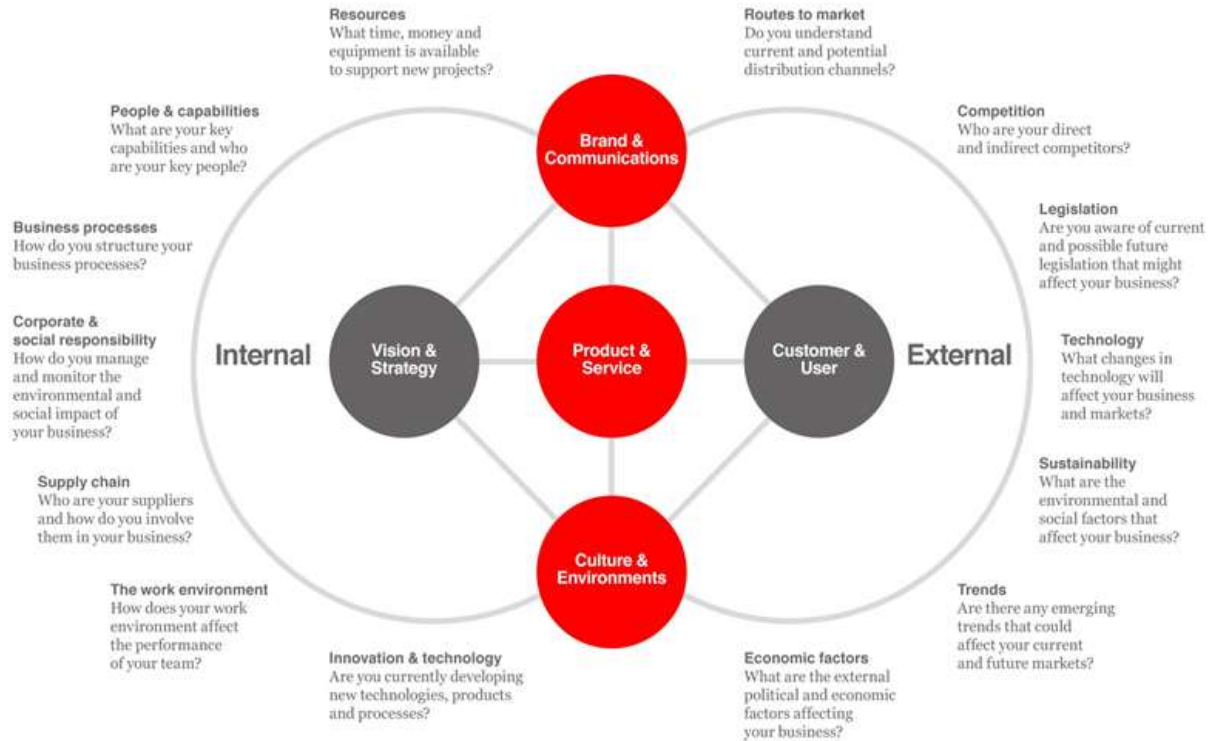 Resources
What time, money and
equipment is available
to support new projects?
Routes to market
Do you understand
current and potential
distribution channels?
People & capabilities
What are your key
capabilities and who
are your key people?
Brand &
Communications
Competition
Who are your direct
and indirect competitors?
Business processes
How do you structure your
business processes?
Legislation
Are you aware of current
and possible future
legislation that might
affect your business?
Corporate &
social responsibility
How do you manage
and monitor the
environmental and
social impact of
your business?
Internal
Vision &
Strategy
Product &
Service
Customer &
User
External
Technology
What changes in
technology will
affect your business
and markets?
Supply chain
Who are your suppliers
and how do you involve
them in your business?
Sustainability
What are the
environmental and
social factors that
affect your business?
Culture &
Environments
The work environment
How does your work
environment affect
the performance
of your team?
Trends
Are there any emerging
trends that could
affect your current
and future markets?
Innovation & technology
Are you currently developing
new technologies, products
and processes?
Economic factors
What are the external
political and economic
factors affecting
your business?